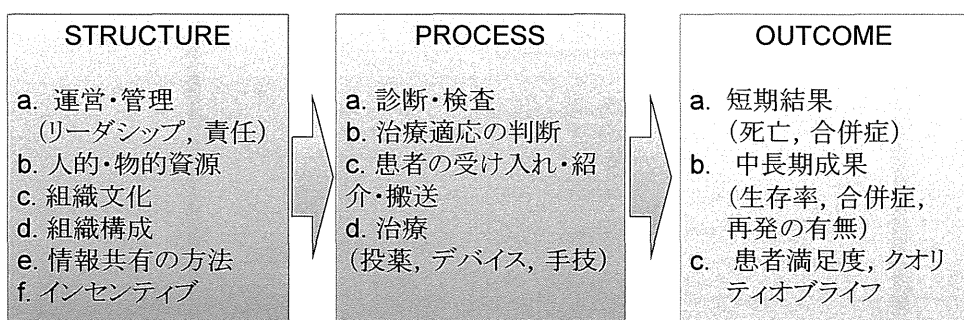 STRUCTURE
a. 運営・管理
(リーダシップ, 責任)
b. 人的・物的資源
c. 組織文化
d. 組織構成
e. 情報共有の方法
f. インセンティブ
PROCESS
a. 診断・検査
b. 治療適応の判断
c. 患者の受け入れ・紹
介・搬送
d. 治療
(投薬, デバイス, 手技)
OUTCOME
a. 短期結果
(死亡, 合併症)
b. 中長期成果
(生存率, 合併症,
再発の有無)
c. 患者満足度, クオリ
ティオブライフ